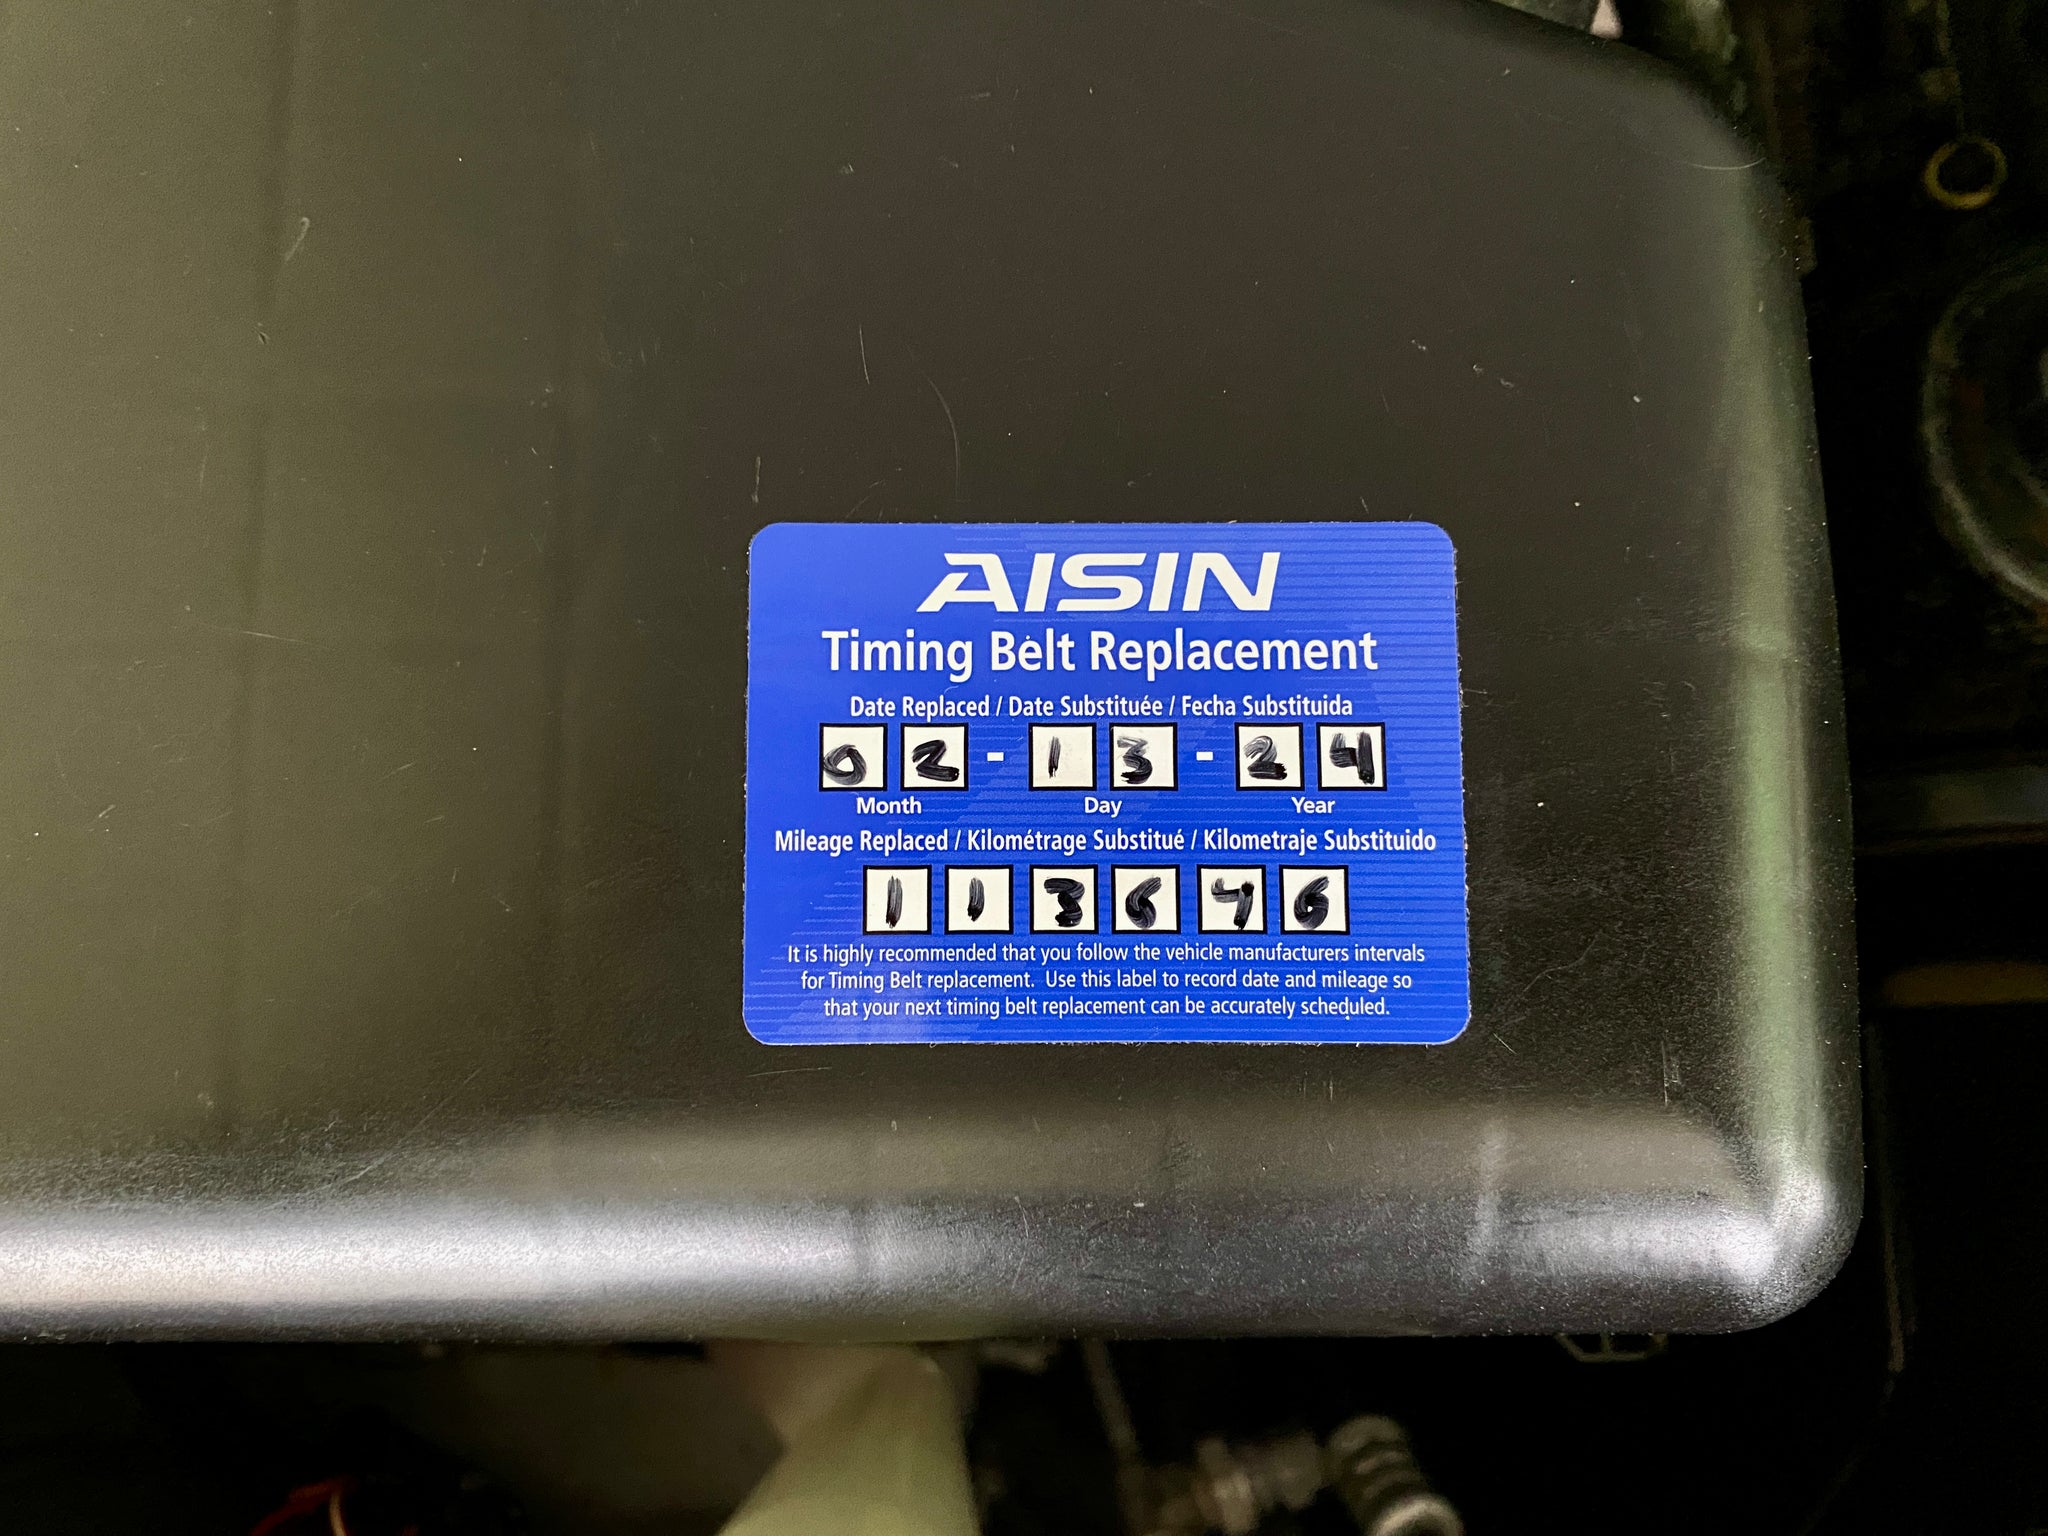 AISIN
Timing Belt Replacement
Date Replaced / Date Substituée / Fecha Substituida
02 - 13 - 24
Month Day Year
Mileage Replaced / Kilométrage Substitué / Kilometraje Substituido
113646
It is highly recommended that you follow the vehicle manufacturers intervals
for Timing Belt replacement. Use this label to record date and mileage so
that your next timing belt replacement can be accurately scheduled.